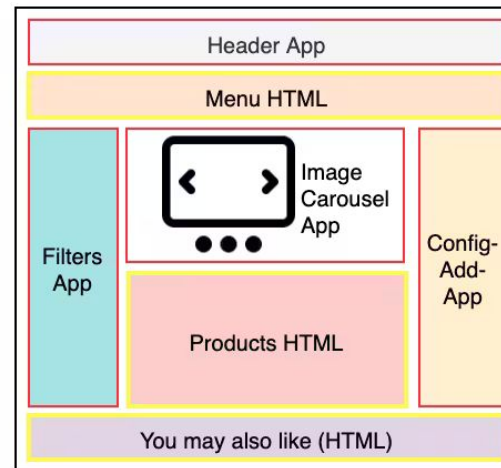 Header App
Menu HTML
Image
Carousel
App
Filters
App
Config-
Add-
App
Products HTML
You may also like (HTML)